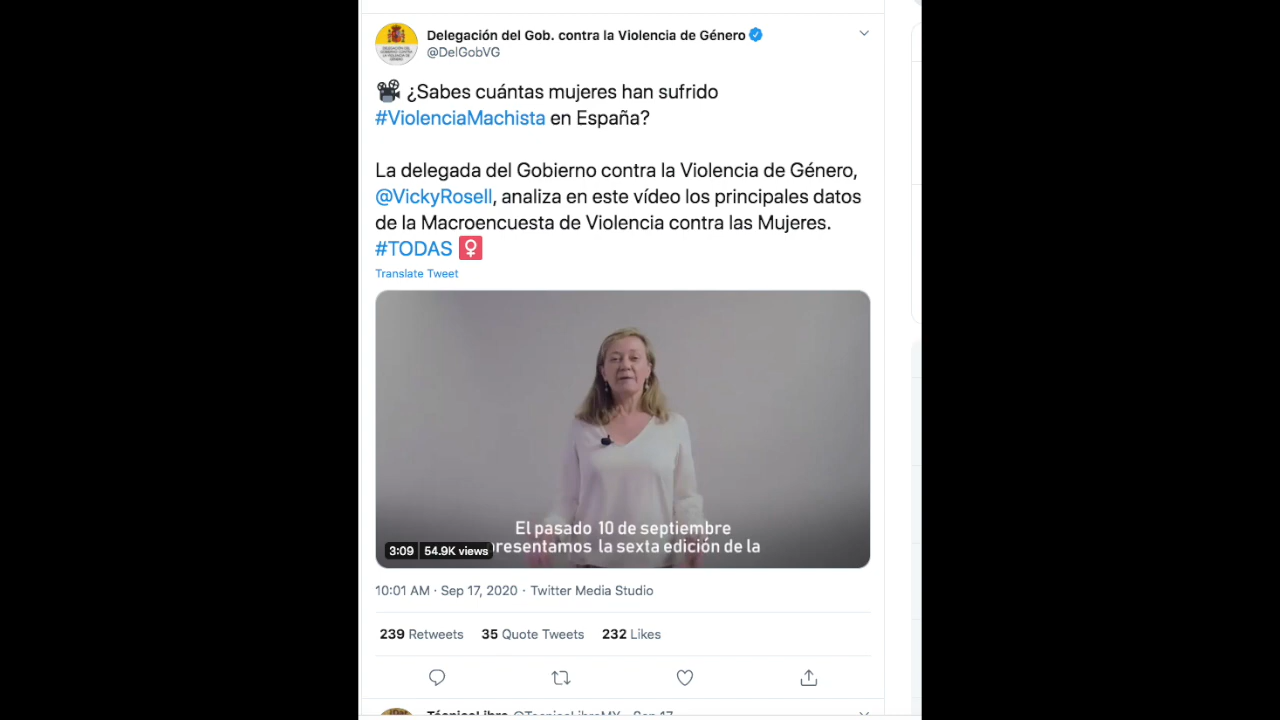 Delegación del Gob. contra la Violencia de Género
@DelGobVG
¿Sabes cuántas mujeres han sufrido
#ViolenciaMachista en España?
La delegada del Gobierno contra la Violencia de Género,
@VickyRosell, analiza en este vídeo los principales datos
de la Macroencuesta de Violencia contra las Mujeres.
#TODAS
Translate Tweet
El pasado 10 de septiembre
presentamos la sexta edición de la
3:09 54.9K views
10:01 AM · Sep 17, 2020 · Twitter Media Studio
239 Retweets 35 Quote Tweets 232 Likes